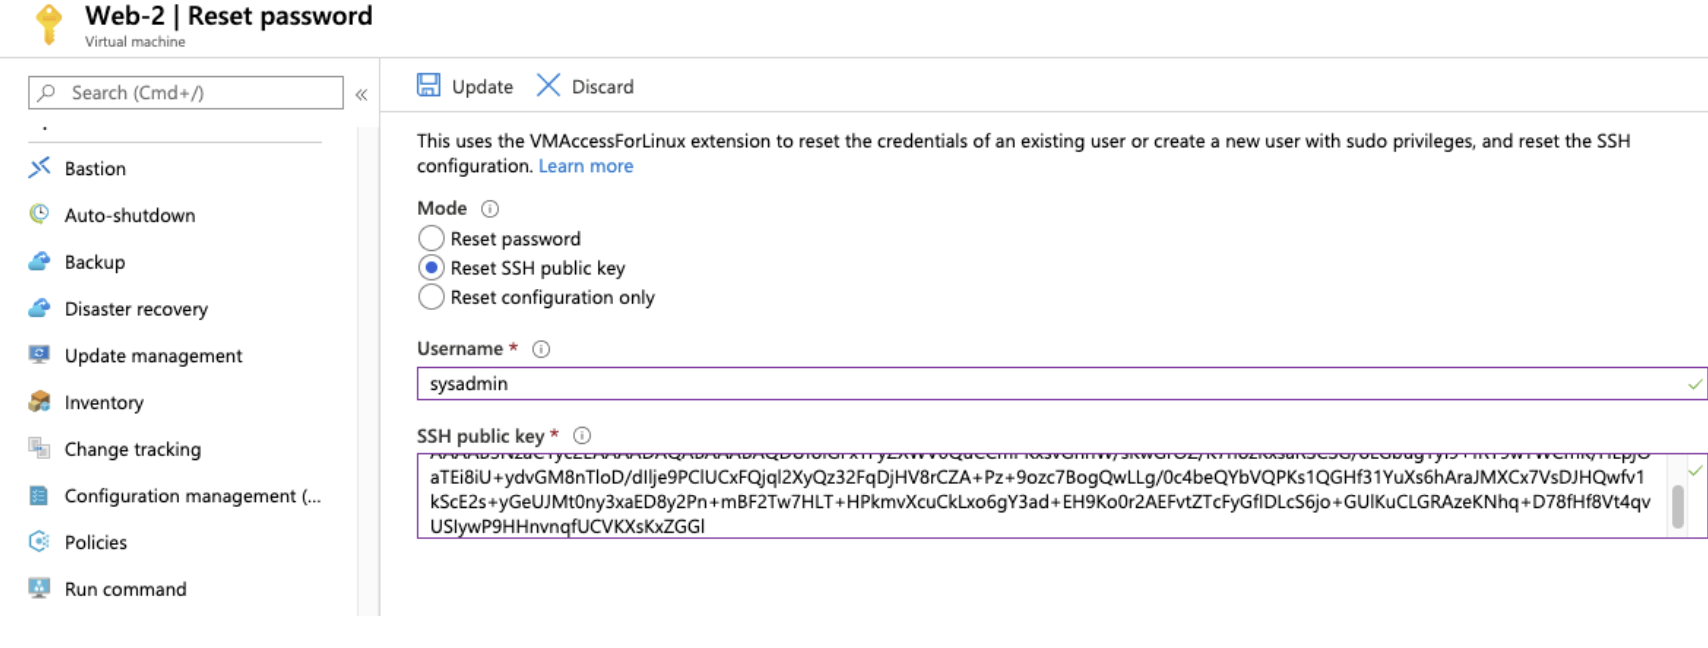 Web-2 | Reset password
Virtual machine
Search (Cmd+/)
«
Bastion
Auto-shutdown
Backup
Disaster recovery
Update management
Inventory
Change tracking
Configuration management (...
Policies
Run command
Update
Discard
This uses the VMAccessForLinux extension to reset the credentials of an existing user or create a new user with sudo privileges, and reset the SSH
configuration. Learn more
Mode
Reset password
Reset SSH public key
Reset configuration only
Username *
sysadmin
SSH public key *
aTEi8iU+ydvGM8nTloD/dIlje9PClUCxFQjql2XyQz32FqDjHV8rCZA+Pz+9ozc7BogQwLLg/0c4beQYbVQPKs1QGHf31YuXs6hAraJMXCx7VsDJHQwfv1
kScE2s+yGeUJJMt0ny3xaED8y2Pn+mBF2Tw7HLT+HPkmvXcuCkLxo6gY3ad+EH9Ko0r2AEFvtZTcFyGflDLcS6jo+GUlKuCLGRAzeKNhq+D78fHf8Vt4qv
USlywP9HHnvnqfUCVKXsKxZGGl